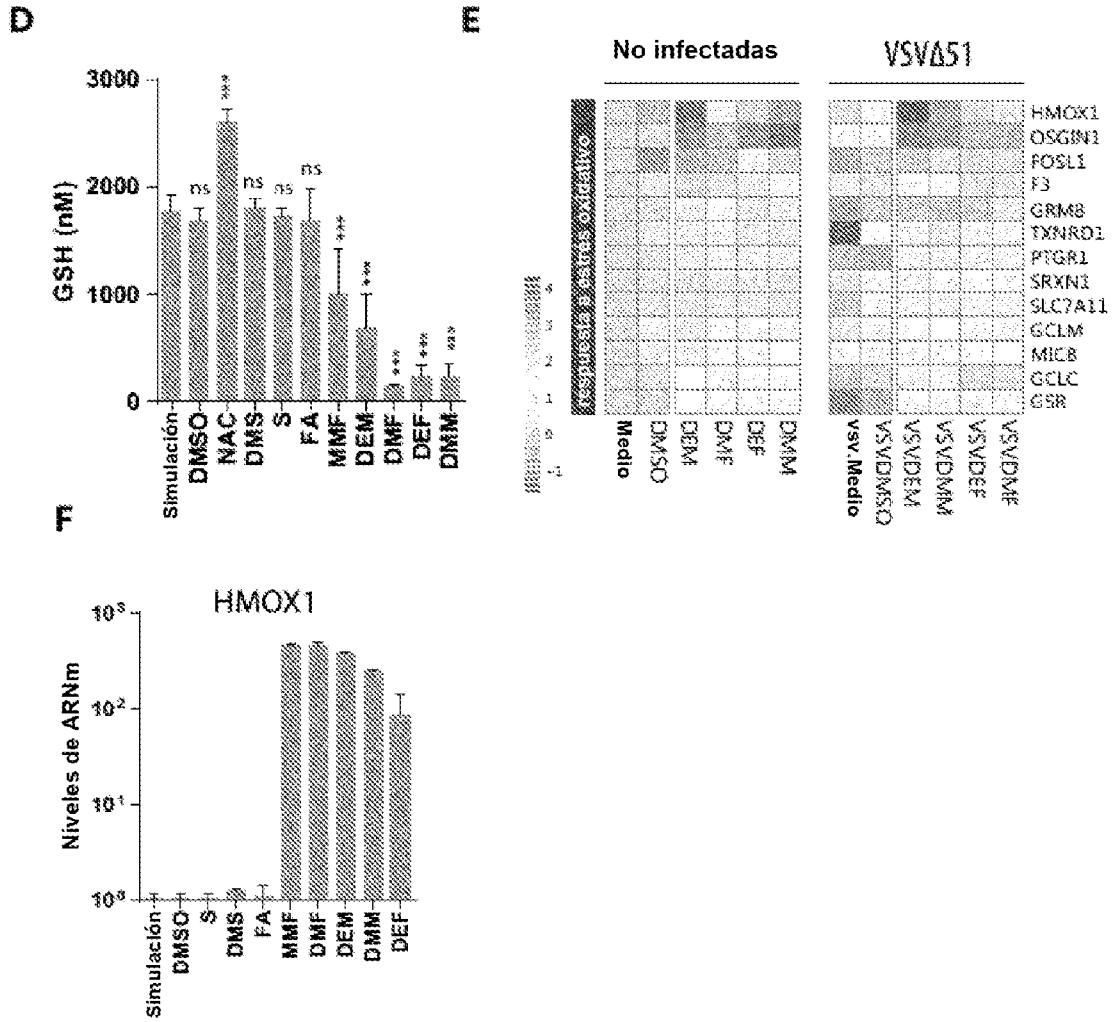 D
GSH (nM)
3000
2000
1000
0
ns
***
ns
ns
ns
***
***
***
***
***
Simulación
DMSO
NAC
DMS
S
FA
MMF
DEM
DMF
DEF
DMM
E
No infectadas
VSVΔ51
respuesta a estrés oxidativo
4
3
2
1
0
-1
HMOX1
OSGIN1
FOSL1
F3
GRM8
TXNRD1
PTGR1
SRXN1
SLC7A11
GCLM
MICB
GCLC
GSR
Medio
DMSO
DEM
DMF
DEF
DMM
vsv. Medio
VSVDMSO
VSVDEM
VSVDMM
VSVDEF
VSVDMF
F
HMOX1
Niveles de ARNm
10³
10²
10¹
10⁰
Simulación
DMSO
S
DMS
FA
MMF
DMF
DEM
DMM
DEF